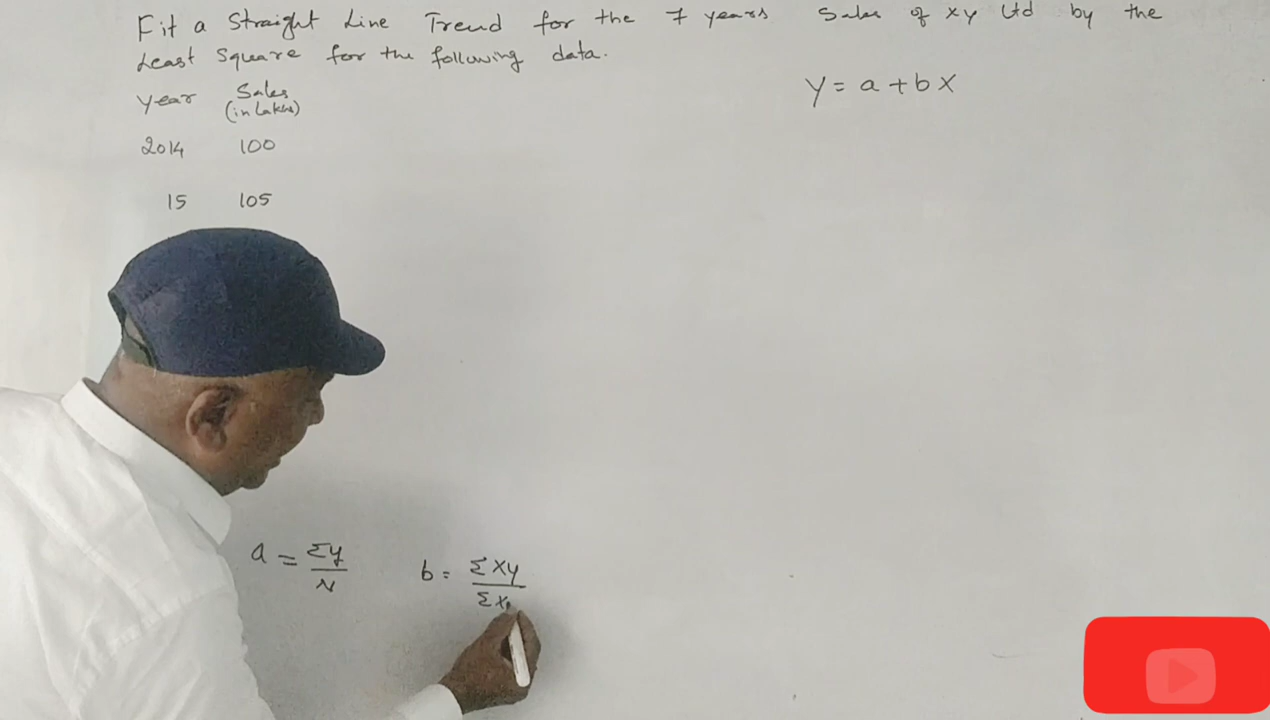 Fit a Straight Line Trend for the 7 years Sales of xy Ltd by the
Least Square for the following data.
Y = a + b X
year Sales
(in Lakhs)
2014 100
15 105
a = Σy / N
b = Σxy / Σx